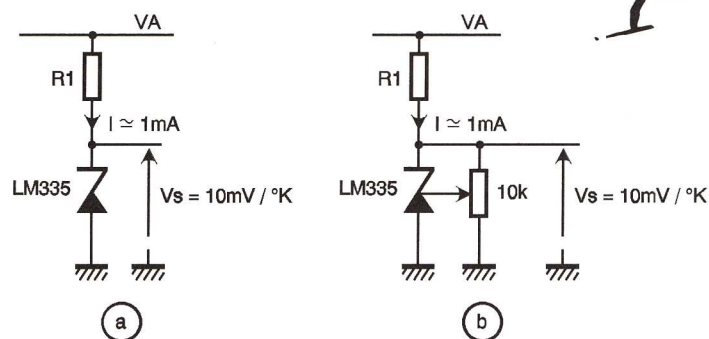 VA
R1
I ≃ 1mA
LM335
Vs = 10mV / °K
a
VA
R1
I ≃ 1mA
LM335
10k
Vs = 10mV / °K
b